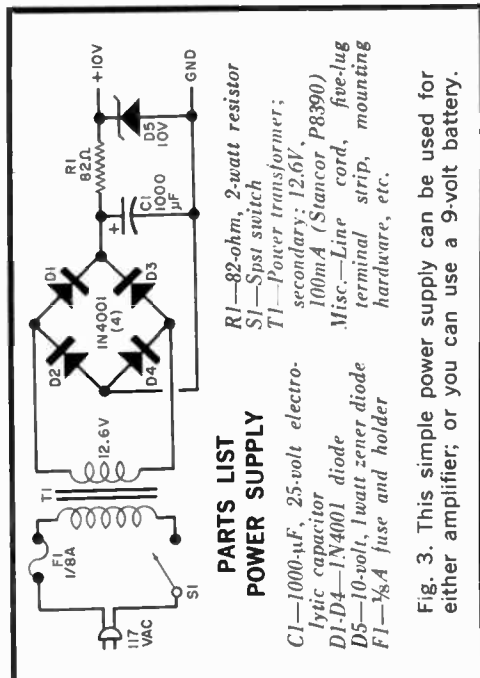 F1
1/8A
117
VAC
S1
T1
12.6V
D2
D1
1N4001
(4)
D4
D3
R1
82Ω
+
C1
1000
µF
D5
10V
+10V
GND
PARTS LIST
POWER SUPPLY
C1—1000-µF, 25-volt electro-
lytic capacitor
D1-D4—1N4001 diode
D5—10-volt, 1watt zener diode
F1—⅛A fuse and holder
R1—82-ohm, 2-watt resistor
S1—Spst switch
T1—Power transformer;
secondary: 12.6V,
100mA (Stancor P8390)
Misc.—Line cord, five-lug
terminal strip, mounting
hardware, etc.
Fig. 3. This simple power supply can be used for
either amplifier; or you can use a 9-volt battery.